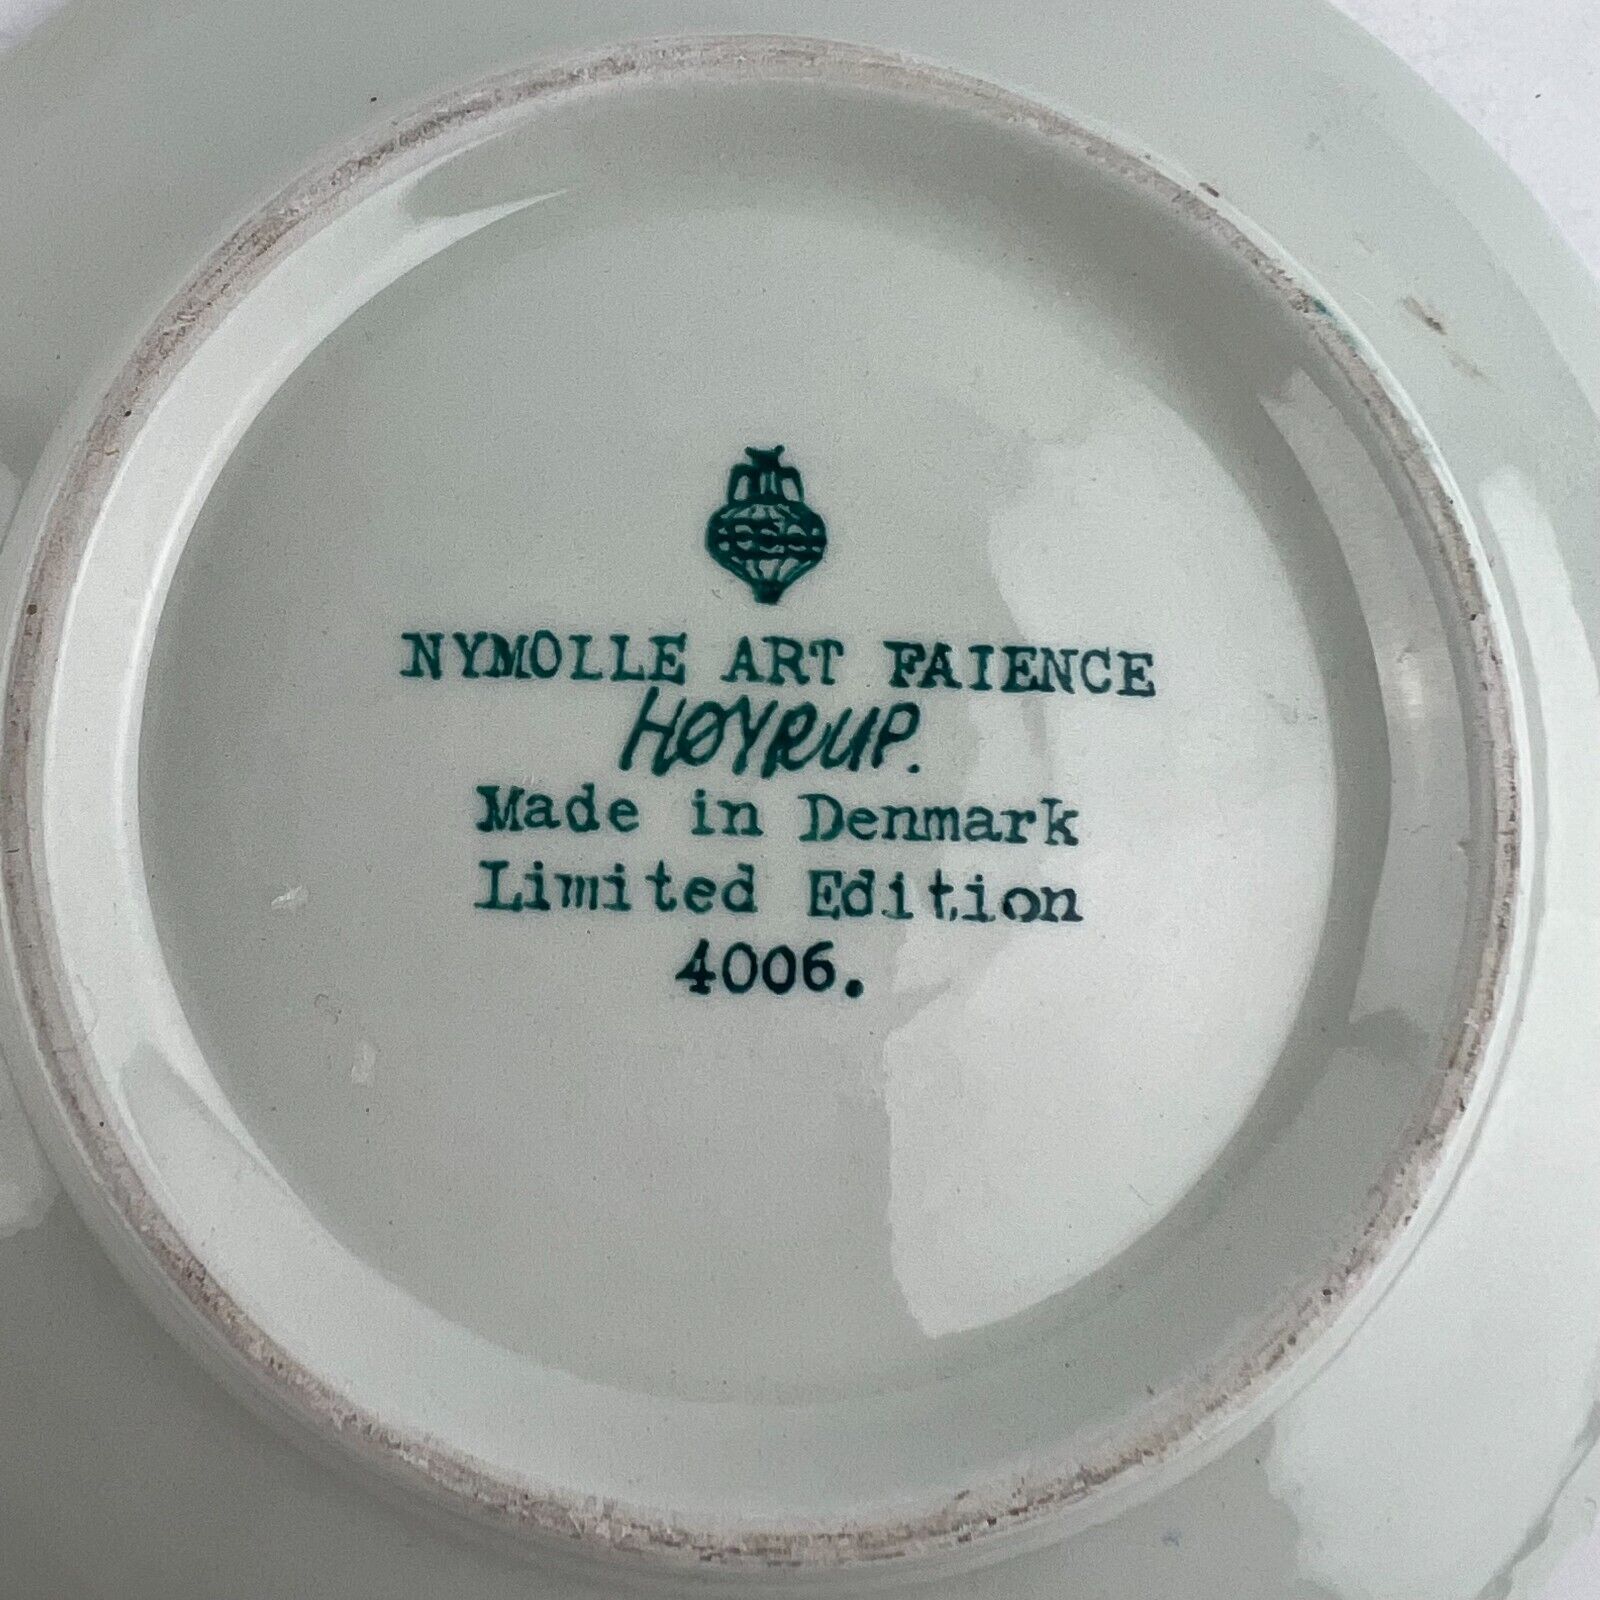 NYMOLLE ART FAIENCE
HØYRUP.
Made in Denmark
Limited Edition
4006.